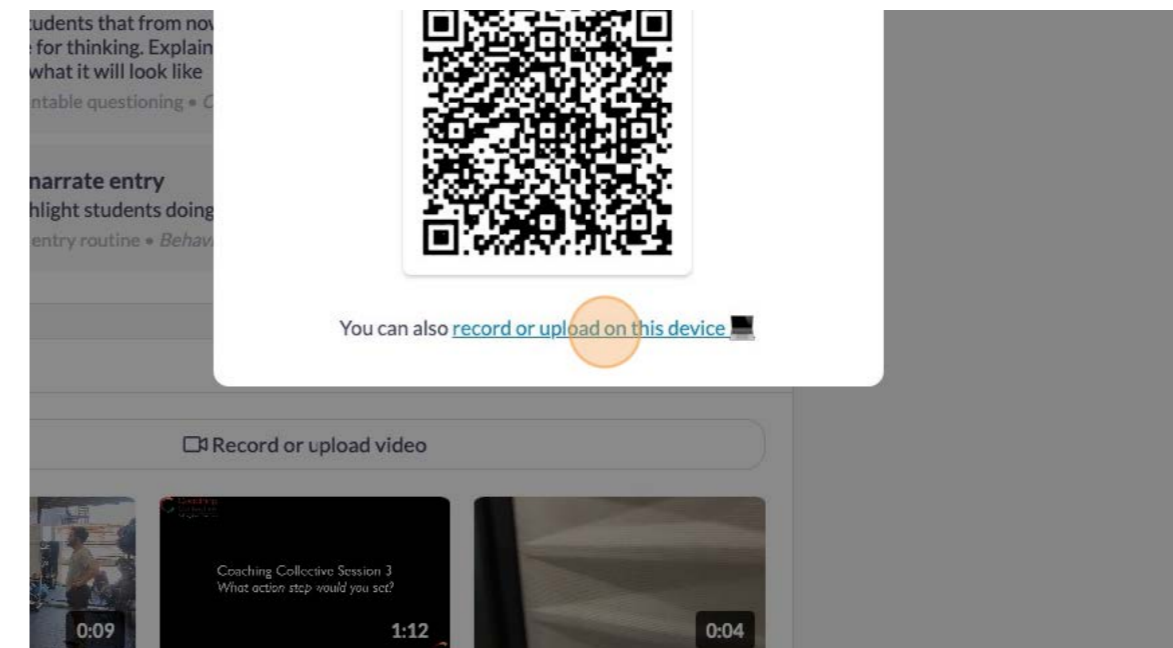 tudents that from now
for thinking. Explain
what it will look like
ntable questioning •
narrate entry
hlight students doing
entry routine • Behav
You can also record or upload on this device
Record or upload video
Coaching Collective Session 3
What action step would you set?
0:09
1:12
0:04